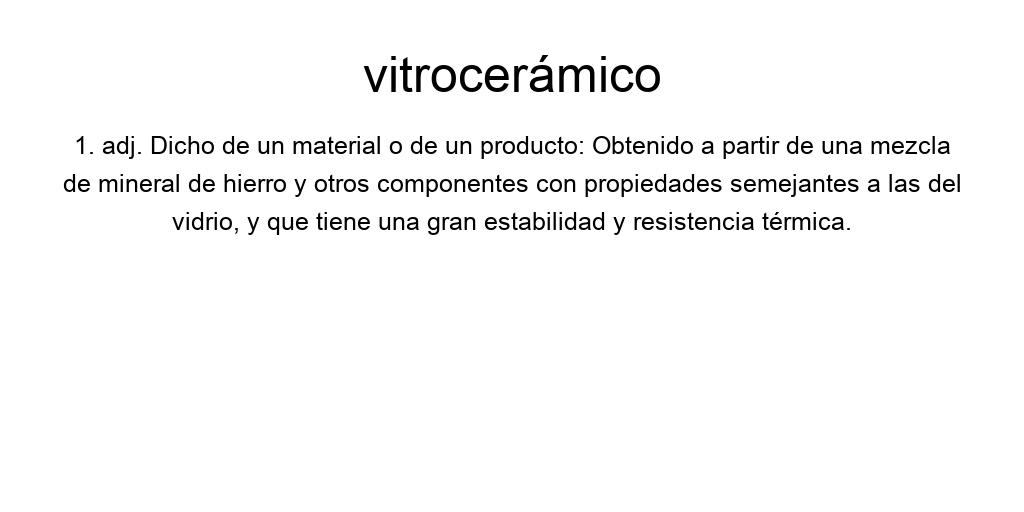 vitrocerámico
1. adj. Dicho de un material o de un producto: Obtenido a partir de una mezcla
de mineral de hierro y otros componentes con propiedades semejantes a las del
vidrio, y que tiene una gran estabilidad y resistencia térmica.